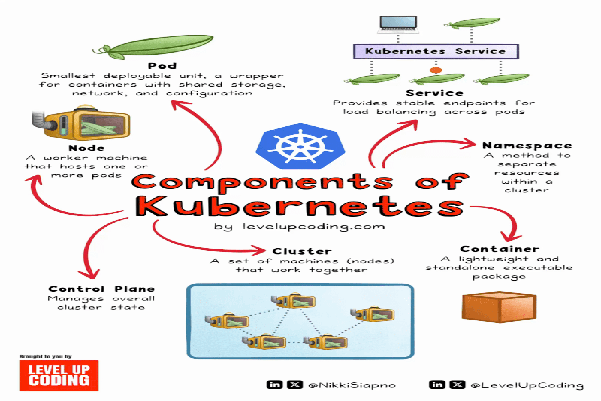 Pod
Smallest deployable unit, a wrapper
for containers with shared storage,
network, and configuration
Kubernetes Service
Service
Provides stable endpoints for
load balancing across pods
Node
A worker machine
that hosts one or
more pods
Namespace
A method to
separate
resources
within a
cluster
Components of
Kubernetes
by levelupcoding.com
Cluster
A set of machines (nodes)
that work together
Container
A lightweight and
standalone executable
package
Control Plane
Manages overall
cluster state
Brought to you by
LEVEL UP
CODING
in X @NikkiSiapno
in X @LevelUpCoding